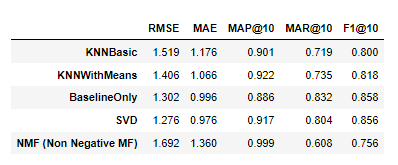 RMSE MAE MAP@10 MAR@10 F1@10
KNNBasic 1.519 1.176 0.901 0.719 0.800
KNNWithMeans 1.406 1.066 0.922 0.735 0.818
BaselineOnly 1.302 0.996 0.886 0.832 0.858
SVD 1.276 0.976 0.917 0.804 0.856
NMF (Non Negative MF) 1.692 1.360 0.999 0.608 0.756